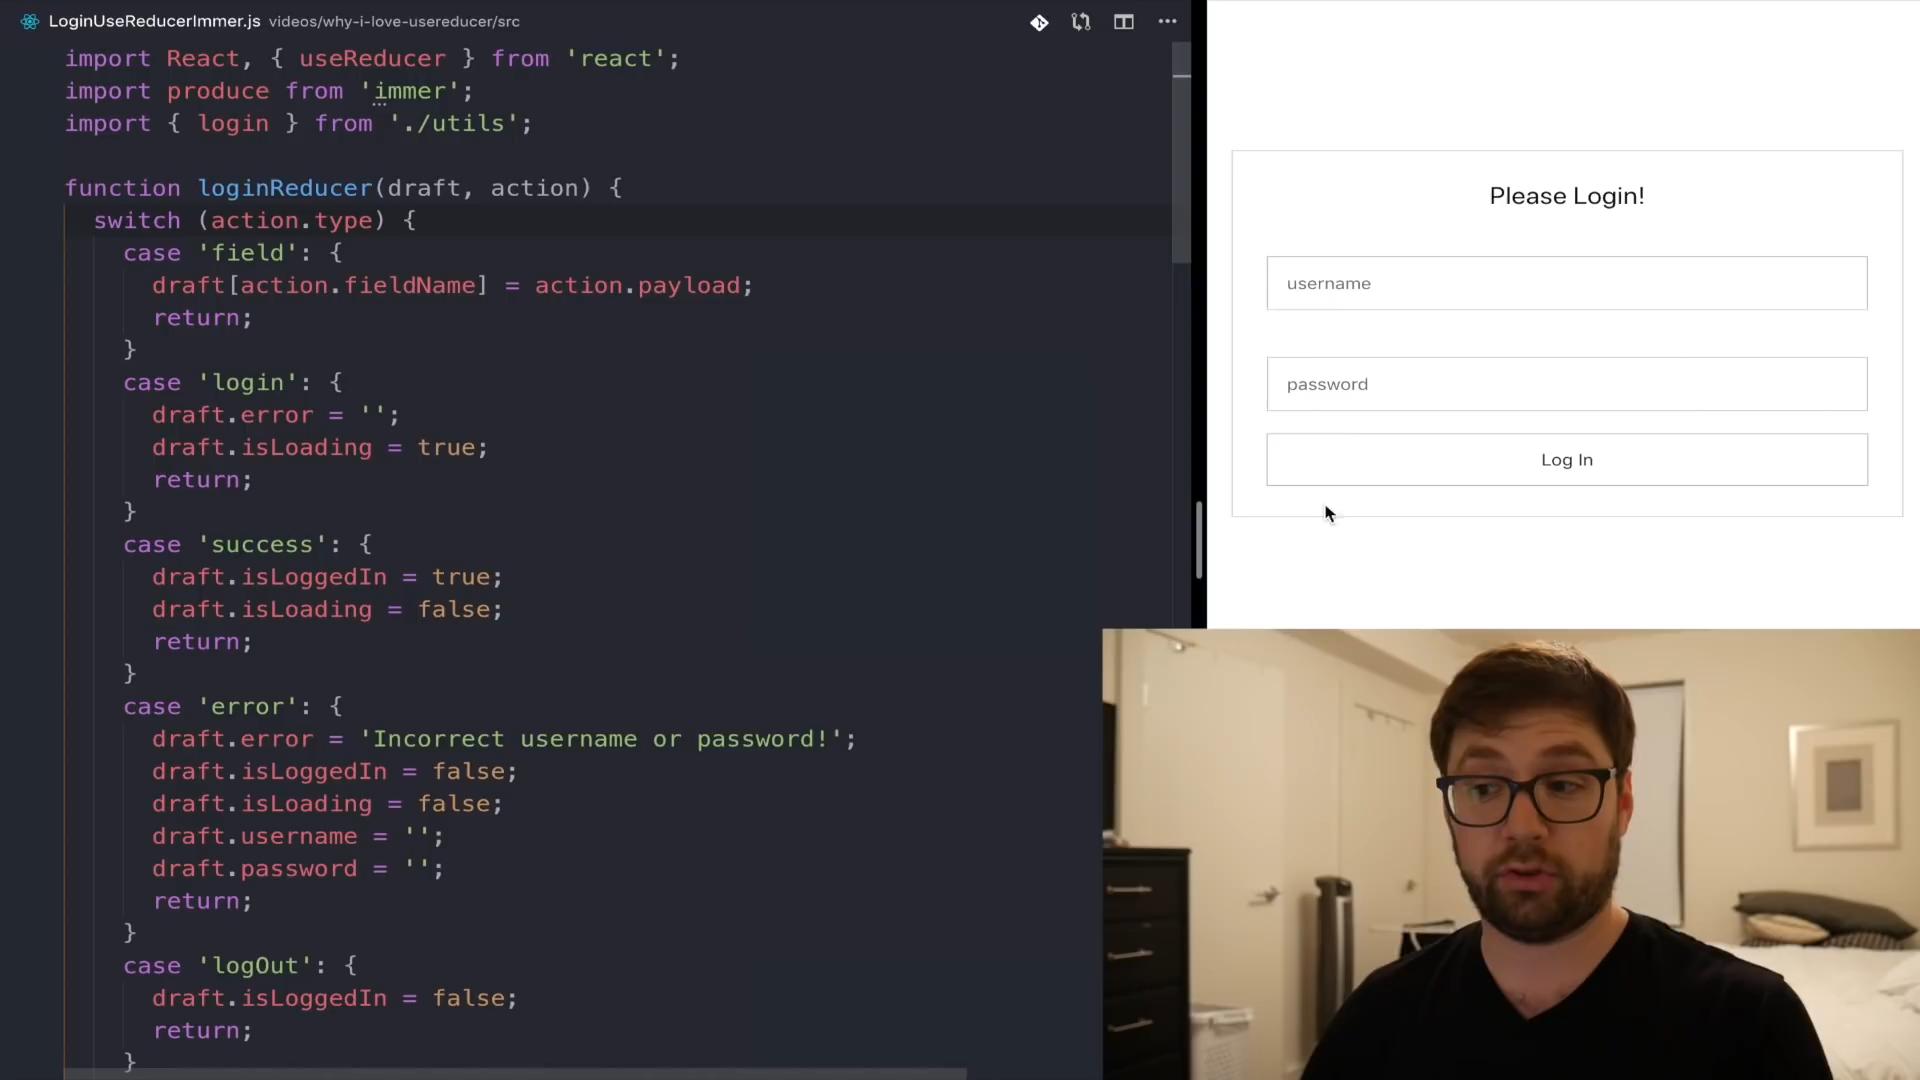 LoginUseReducerImmer.js videos/why-i-love-usereducer/src
import React, { useReducer } from 'react';
import produce from 'immer';
import { login } from './utils';
function loginReducer(draft, action) {
switch (action.type) {
case 'field': {
draft[action.fieldName] = action.payload;
return;
}
case 'login': {
draft.error = '';
draft.isLoading = true;
return;
}
case 'success': {
draft.isLoggedIn = true;
draft.isLoading = false;
return;
}
case 'error': {
draft.error = 'Incorrect username or password!';
draft.isLoggedIn = false;
draft.isLoading = false;
draft.username = '';
draft.password = '';
return;
}
case 'logOut': {
draft.isLoggedIn = false;
return;
}
Please Login!
username
password
Log In